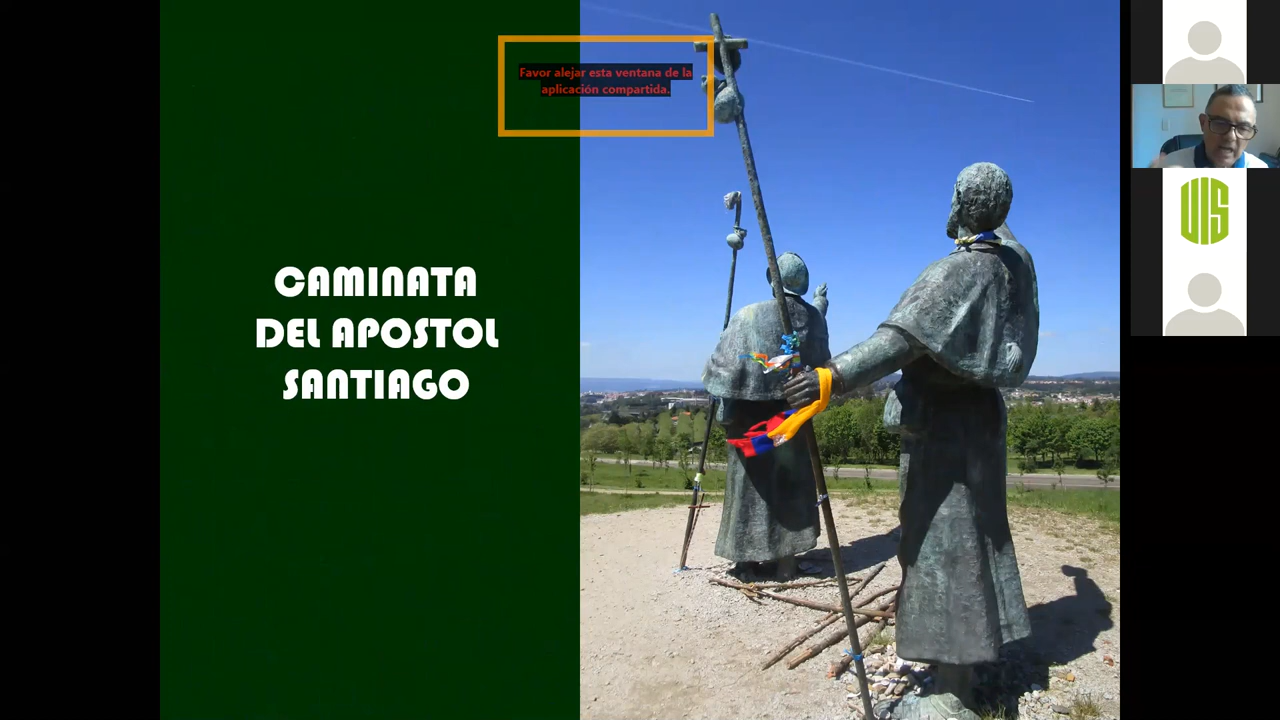 Favor alejar esta ventana de la
aplicación compartida.
CAMINATA
DEL APOSTOL
SANTIAGO
UIS